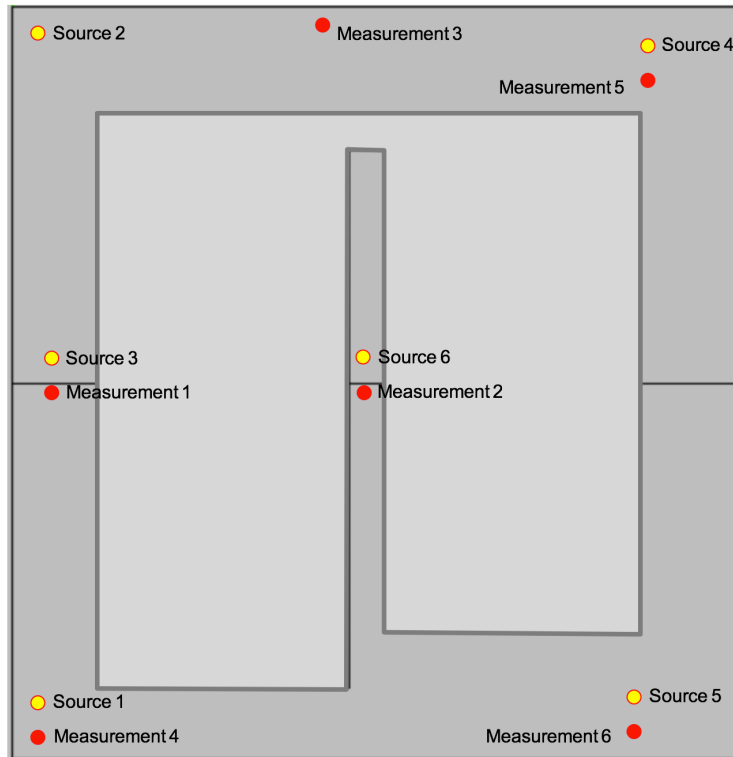 Source 2
Measurement 3
Source 4
Measurement 5
Source 3
Source 6
Measurement 1
Measurement 2
Source 1
Source 5
Measurement 4
Measurement 6